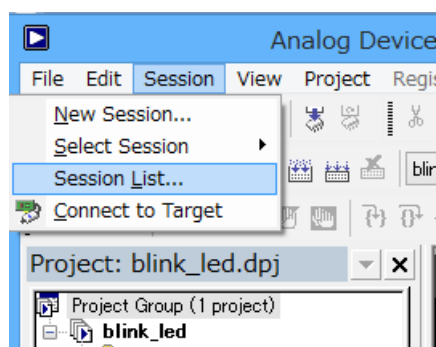 Analog Device
File Edit Session View Project Regis
New Session...
Select Session
Session List...
Connect to Target
blin
Project: blink_led.dpj
Project Group (1 project)
blink_led